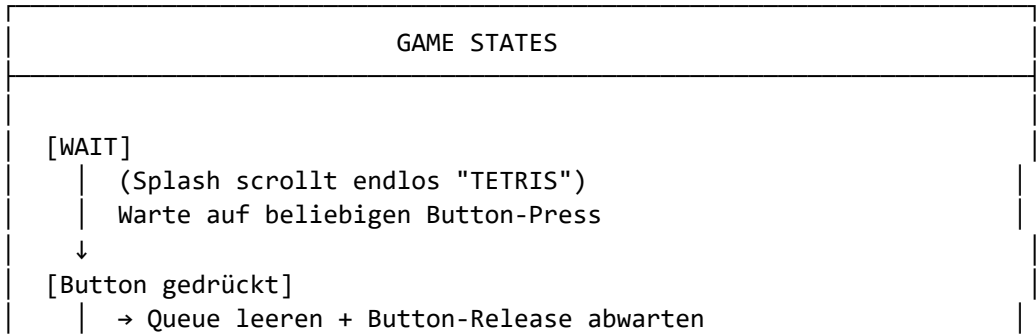 GAME STATES
[WAIT]
(Splash scrollt endlos "TETRIS")
Warte auf beliebigen Button-Press
↓
[Button gedrückt]
→ Queue leeren + Button-Release abwarten